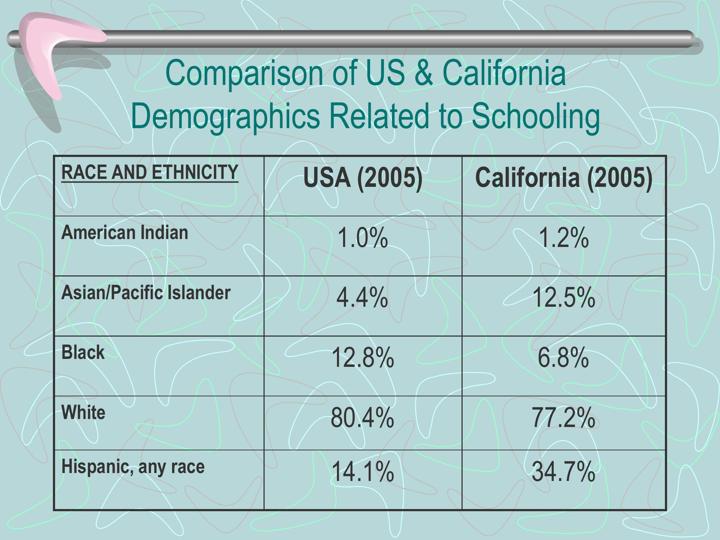 Comparison of US & California
Demographics Related to Schooling
RACE AND ETHNICITY USA (2005) California (2005)
American Indian 1.0% 1.2%
Asian/Pacific Islander 4.4% 12.5%
Black 12.8% 6.8%
White 80.4% 77.2%
Hispanic, any race 14.1% 34.7%